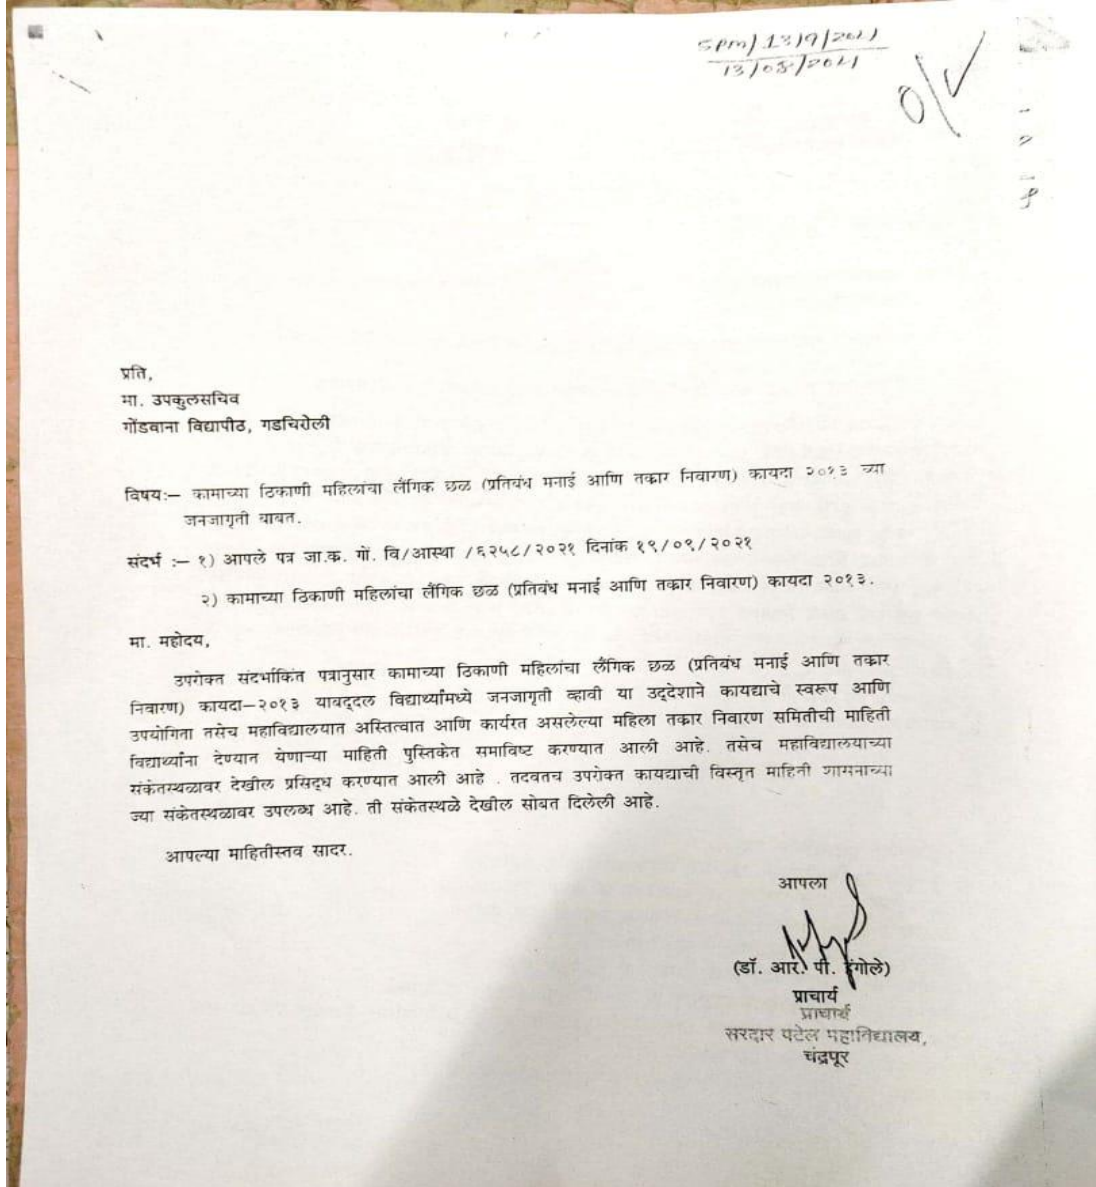 SPM/13/9/2021
13/08/2021
O/
प्रति,
मा. उपकुलसचिव
गोंडवाना विद्यापीठ, गडचिरोली
विषय:– कामाच्या ठिकाणी महिलांचा लैंगिक छळ (प्रतिबंध मनाई आणि तक्रार निवारण) कायदा २०१३ च्या
जनजागृती बाबत.
संदर्भ :– १) आपले पत्र जा.क्र. गों. वि/आस्था /६२५८/२०२१ दिनांक १९/०९/२०२१
२) कामाच्या ठिकाणी महिलांचा लैंगिक छळ (प्रतिबंध मनाई आणि तक्रार निवारण) कायदा २०१३.
मा. महोदय,
उपरोक्त संदर्भाकित पत्रानुसार कामाच्या ठिकाणी महिलांचा लैंगिक छळ (प्रतिबंध मनाई आणि तक्रार
निवारण) कायदा–२०१३ याबद्दल विद्यार्थ्यांमध्ये जनजागृती व्हावी या उद्देशाने कायद्याचे स्वरूप आणि
उपयोगिता तसेच महाविद्यालयात अस्तित्वात आणि कार्यरत असलेल्या महिला तक्रार निवारण समितीची माहिती
विद्यार्थ्यांना देण्यात येणाऱ्या माहिती पुस्तिकेत समाविष्ट करण्यात आली आहे. तसेच महाविद्यालयाच्या
संकेतस्थळावर देखील प्रसिद्ध करण्यात आली आहे . तदवतच उपरोक्त कायद्याची विस्तृत माहिती शासनाच्या
ज्या संकेतस्थळावर उपलब्ध आहे. ती संकेतस्थळे देखील सोबत दिलेली आहे.
आपल्या माहितीस्तव सादर.
आपला
(डॉ. आर. पी. इंगोले)
प्राचार्य
प्राचार्य
सरदार पटेल महाविद्यालय,
चंद्रपूर